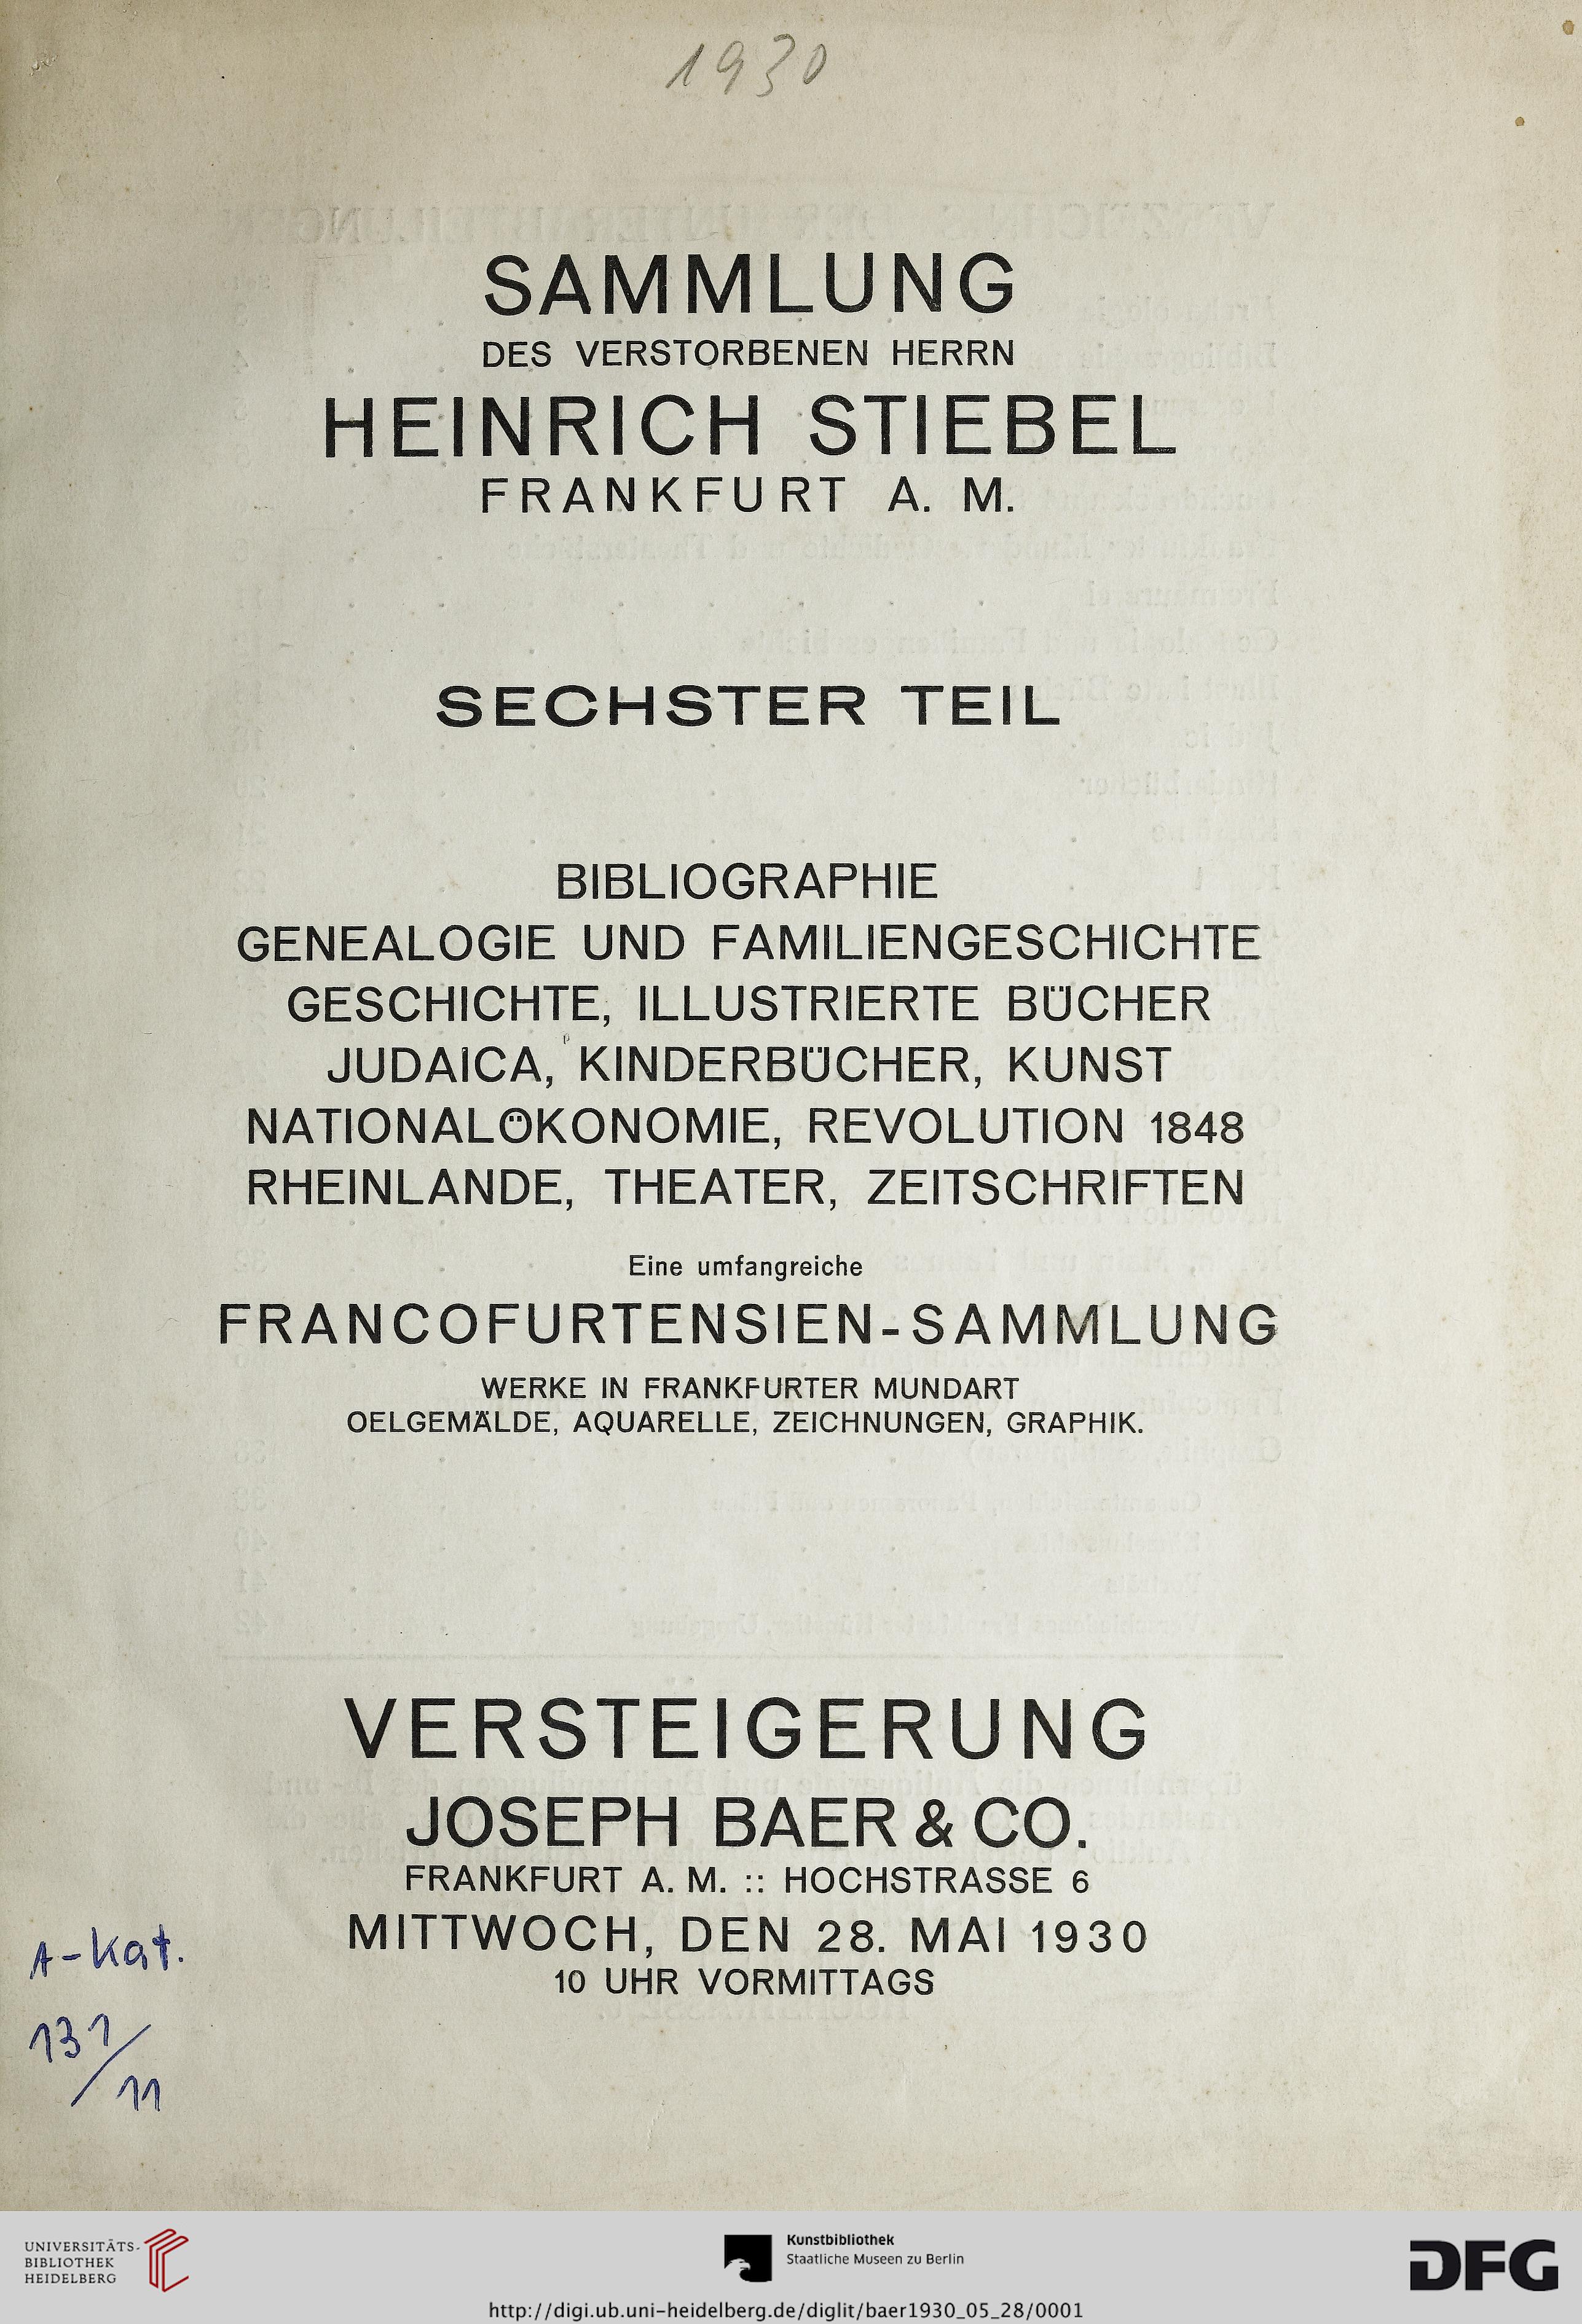 1930
SAMMLUNG
DES VERSTORBENEN HERRN
HEINRICH STIEBEL
FRANKFURT A. M.
SECHSTER TEIL
BIBLIOGRAPHIE
GENEALOGIE UND FAMILIENGESCHICHTE
GESCHICHTE, ILLUSTRIERTE BÜCHER
JUDAICA, KINDERBÜCHER, KUNST
NATIONALÖKONOMIE, REVOLUTION 1848
RHEINLANDE, THEATER, ZEITSCHRIFTEN
Eine umfangreiche
FRANCOFURTENSIEN-SAMMLUNG
WERKE IN FRANKFURTER MUNDART
OELGEMÄLDE, AQUARELLE, ZEICHNUNGEN, GRAPHIK.
VERSTEIGERUNG
JOSEPH BAER & CO.
FRANKFURT A. M. :: HOCHSTRASSE 6
MITTWOCH, DEN 28. MAI 1930
10 UHR VORMITTAGS
A-Kat.
131/
11
UNIVERSITÄTS-
BIBLIOTHEK
HEIDELBERG
Kunstbibliothek
Staatliche Museen zu Berlin
DFG
http://digi.ub.uni-heidelberg.de/diglit/baer1930_05_28/0001